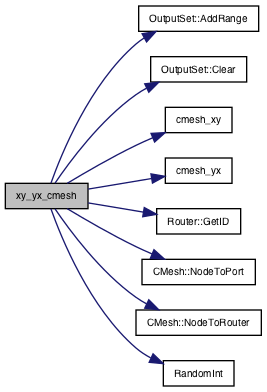 OutputSet::AddRange
OutputSet::Clear
cmesh_xy
cmesh_yx
xy_yx_cmesh
Router::GetID
CMesh::NodeToPort
CMesh::NodeToRouter
RandomInt